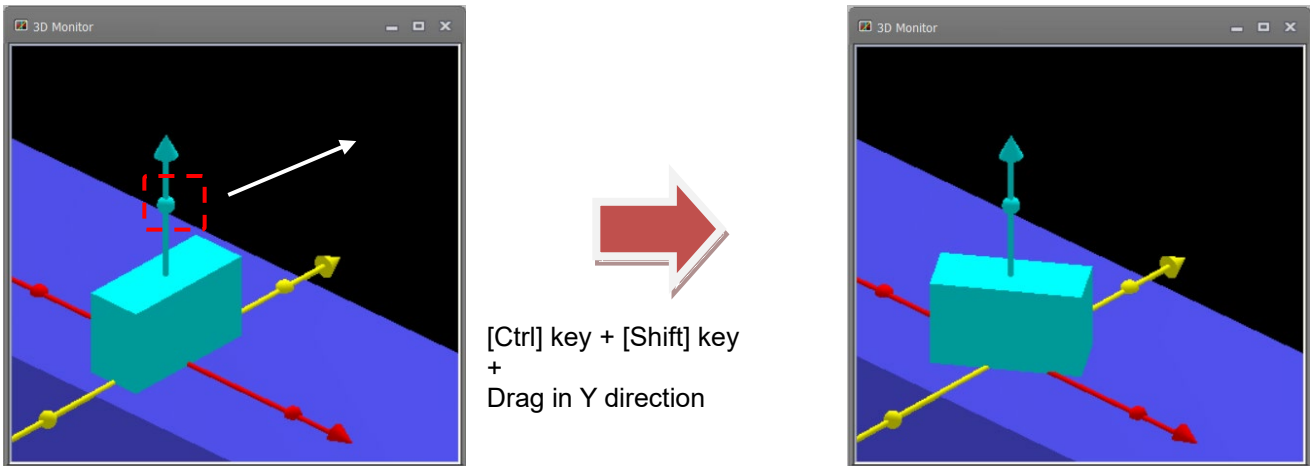 3D Monitor
3D Monitor
[Ctrl] key + [Shift] key
+
Drag in Y direction